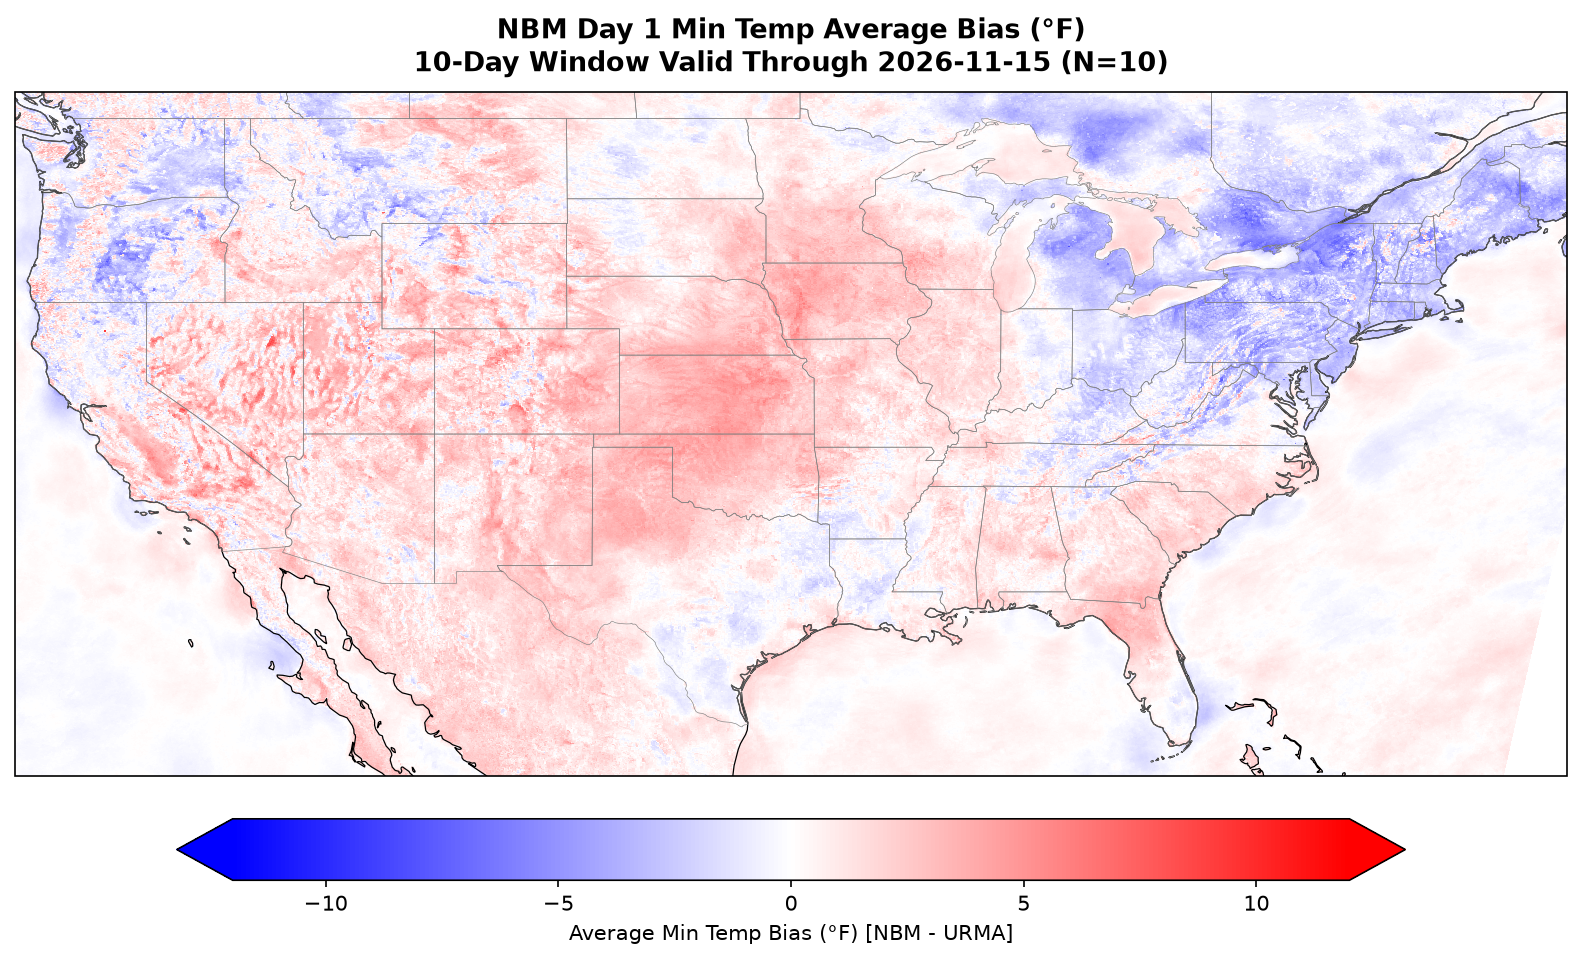 NBM Day 1 Min Temp Average Bias (°F)
10-Day Window Valid Through 2026-11-15 (N=10)
−10 −5 0 5 10
Average Min Temp Bias (°F) [NBM - URMA]